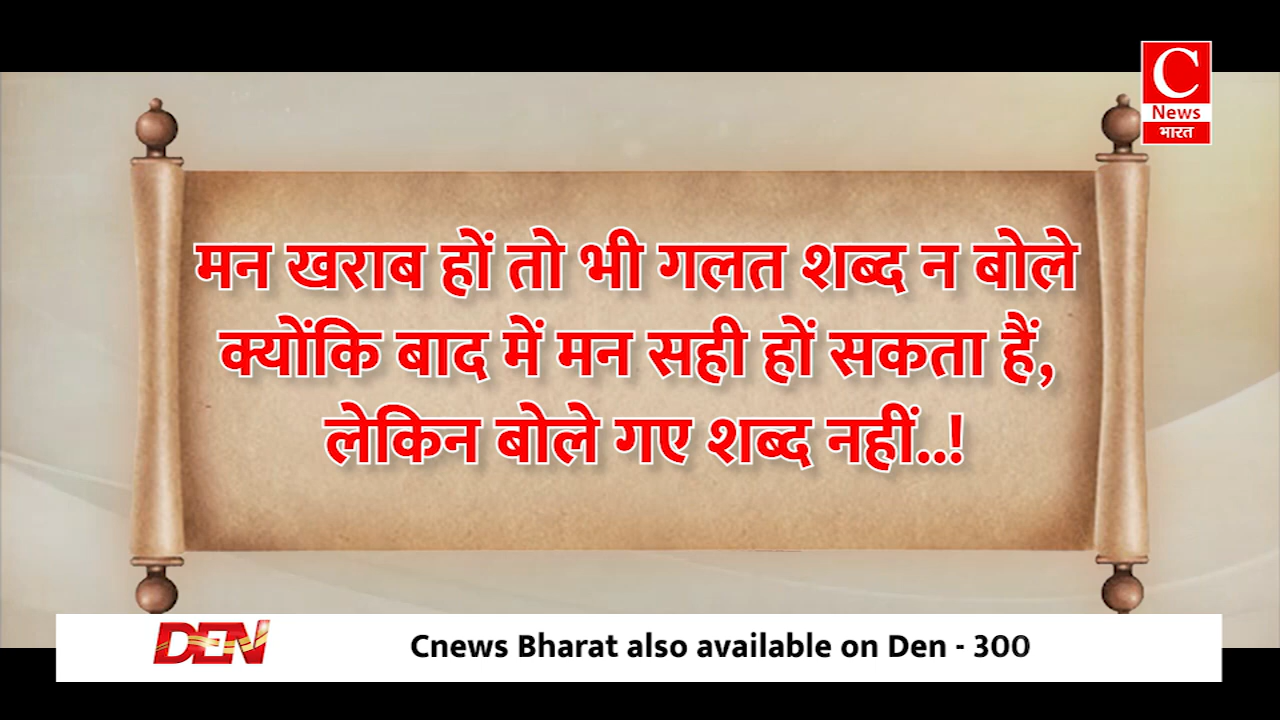 C
News
भारत
मन खराब हों तो भी गलत शब्द न बोले
क्योंकि बाद में मन सही हों सकता हैं,
लेकिन बोले गए शब्द नहीं..!
DEN
Cnews Bharat also available on Den - 300